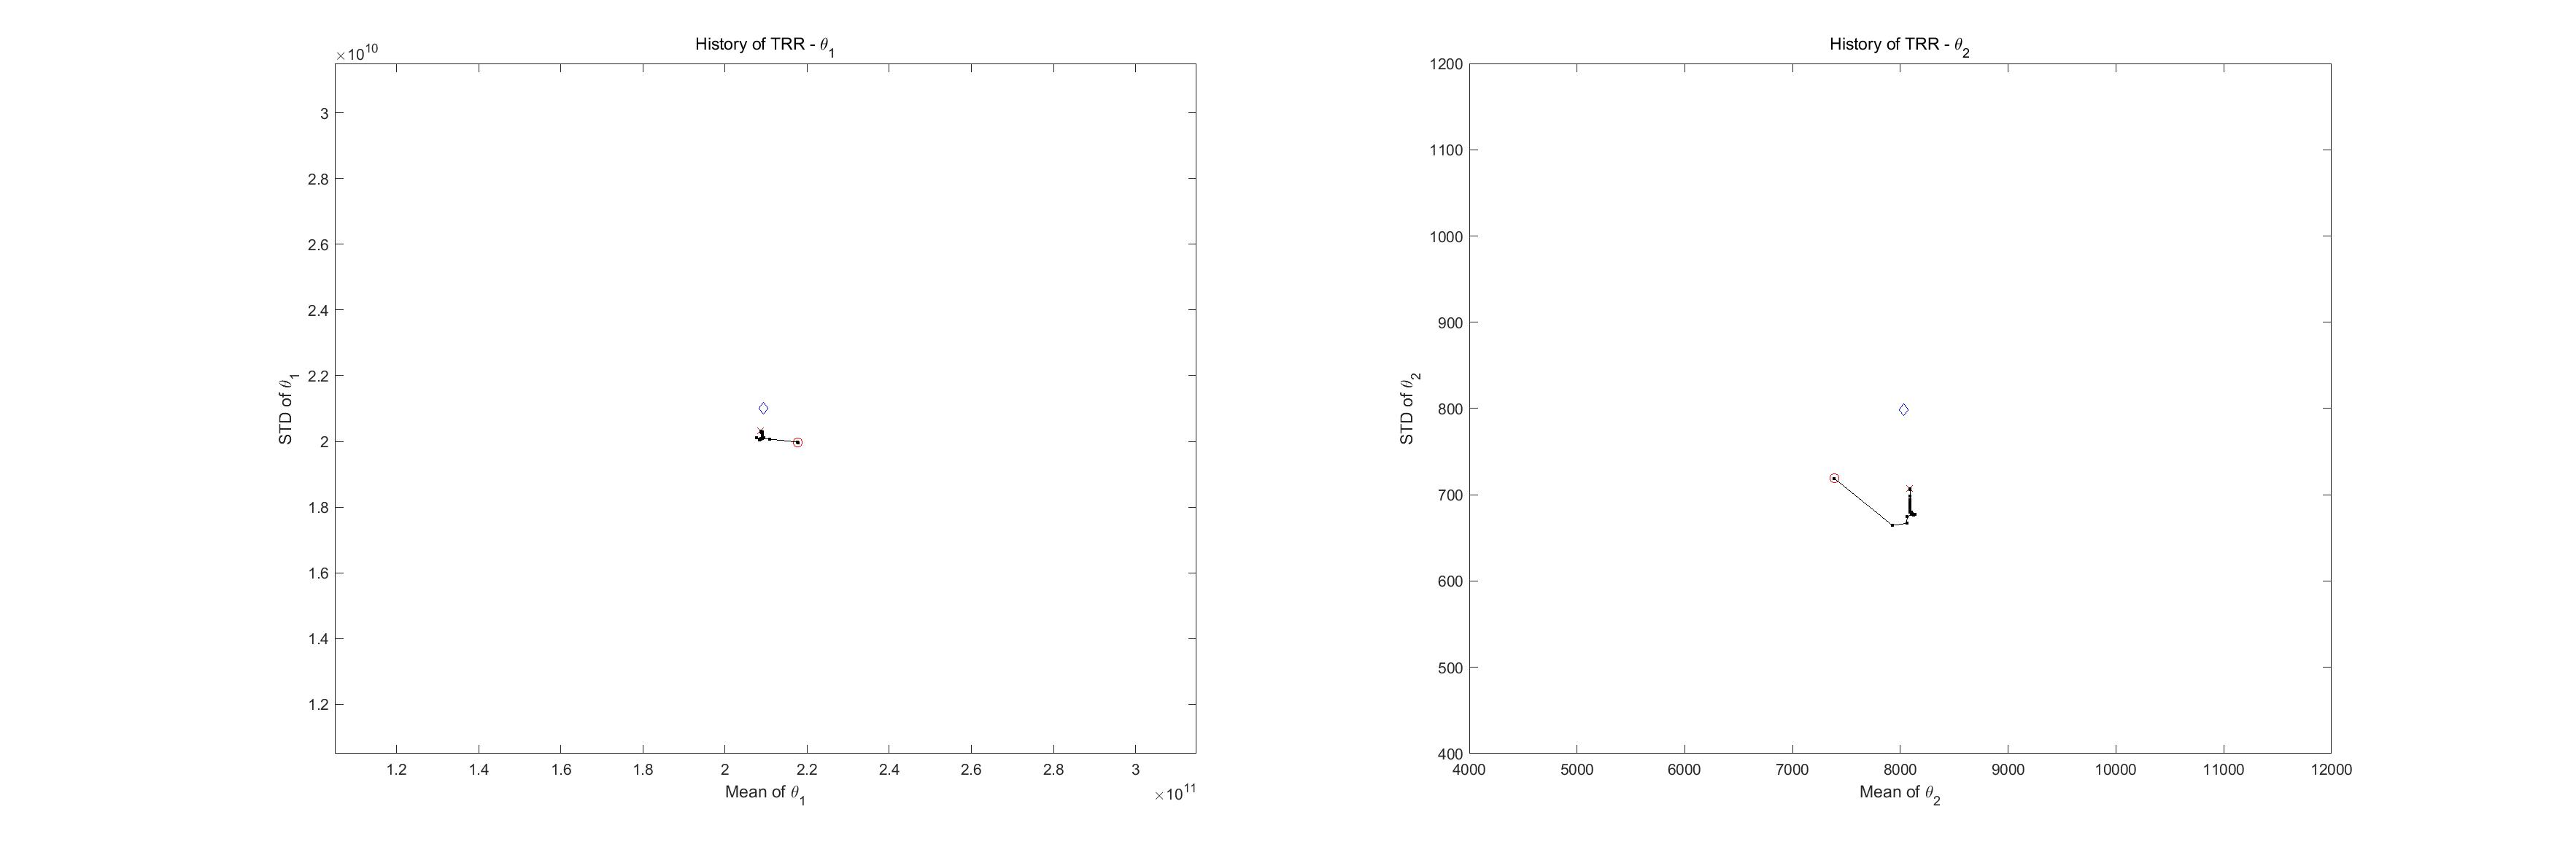 History of TRR - θ1
×10^10
3
2.8
2.6
2.4
2.2
2
1.8
1.6
1.4
1.2
STD of θ1
1.2 1.4 1.6 1.8 2 2.2 2.4 2.6 2.8 3
Mean of θ1
×10^11
History of TRR - θ2
1200
1100
1000
900
800
700
600
500
400
STD of θ2
4000 5000 6000 7000 8000 9000 10000 11000 12000
Mean of θ2